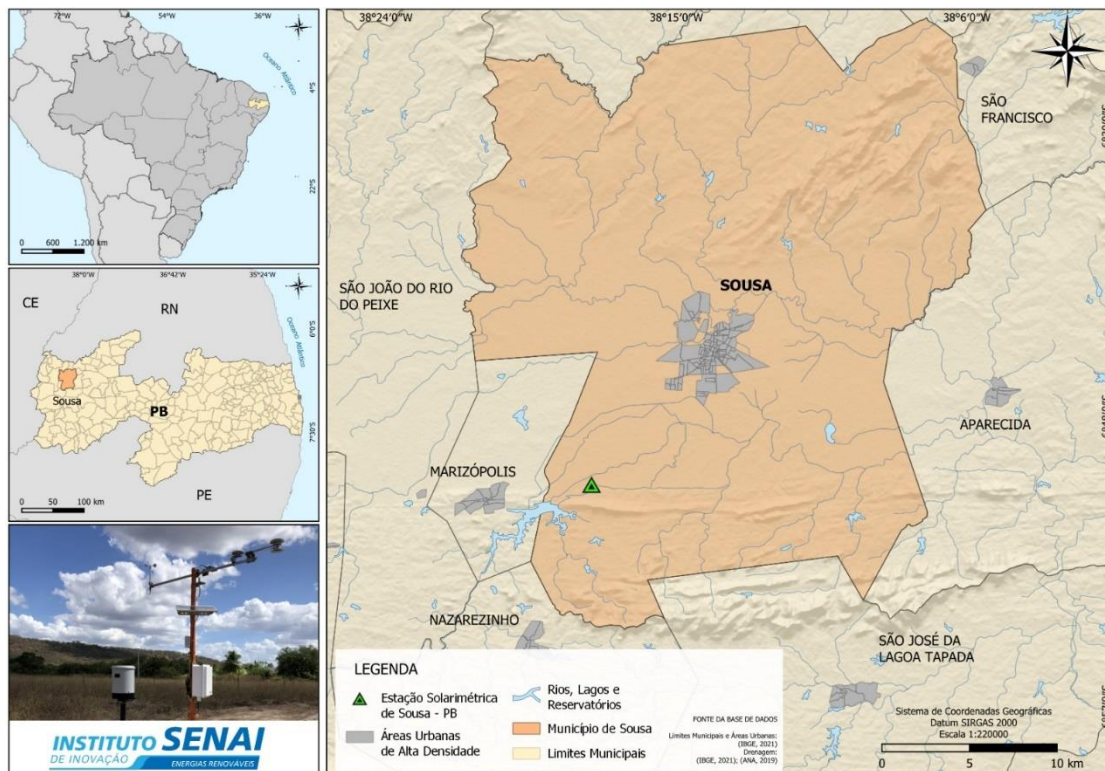 72°W
54°W
36°W
Oceano Atlântico
4°S
22°S
0 600 1.200 km
38°0'W
36°42'W
35°24'W
CE
RN
Oceano Atlântico
6°0'S
Sousa
PB
7°30'S
PE
0 50 100 km
INSTITUTO SENAI
DE INOVAÇÃO
ENERGIAS RENOVÁVEIS
38°24'0"W
38°15'0"W
38°6'0"W
SÃO
FRANCISCO
SÃO JOÃO DO RIO
DO PEIXE
SOUSA
APARECIDA
MARIZÓPOLIS
NAZAREZINHO
SÃO JOSÉ DA
LAGOA TAPADA
LEGENDA
Estação Solarimétrica
de Sousa - PB
Áreas Urbanas
de Alta Densidade
Rios, Lagos e
Reservatórios
Município de Sousa
Limites Municipais
FONTE DA BASE DE DADOS
Limites Municipais e Áreas Urbanas:
(IBGE, 2021)
Drenagem:
(IBGE, 2021); (ANA, 2019)
Sistema de Coordenadas Geográficas
Datum SIRGAS 2000
Escala 1:220000
0 5 10 km